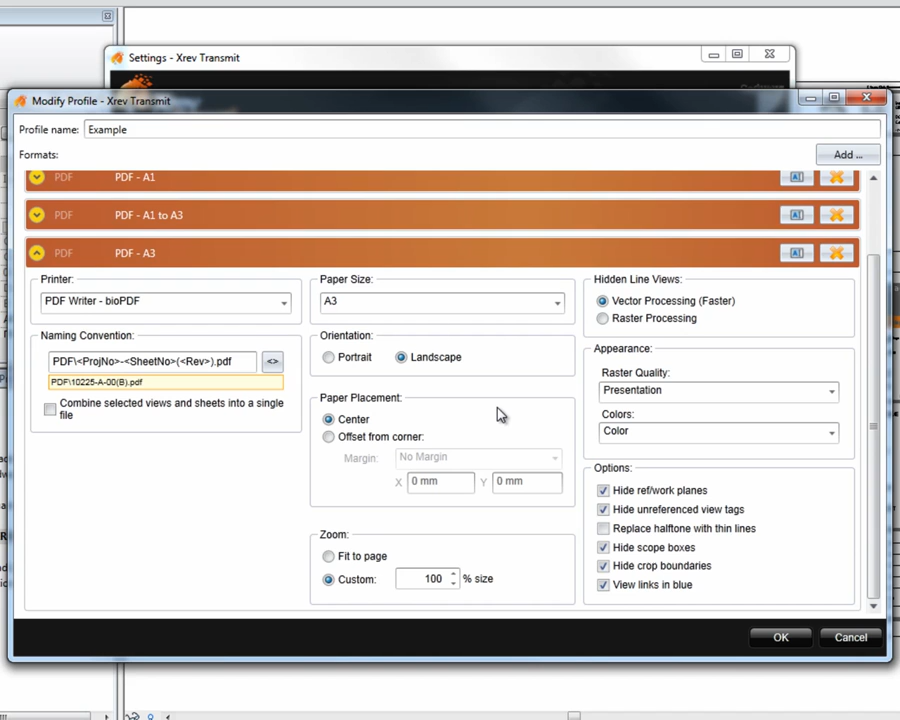 Settings - Xrev Transmit
Modify Profile - Xrev Transmit
Profile name: Example
Formats:
Add ...
PDF PDF - A1
PDF PDF - A1 to A3
PDF PDF - A3
Printer:
PDF Writer - bioPDF
Naming Convention:
PDF\<ProjNo>-<SheetNo>(<Rev>).pdf <>
PDF\10225-A-00(B).pdf
Combine selected views and sheets into a single
file
Paper Size:
A3
Orientation:
Portrait Landscape
Paper Placement:
Center
Offset from corner:
Margin: No Margin
X 0 mm Y 0 mm
Zoom:
Fit to page
Custom: 100 % size
Hidden Line Views:
Vector Processing (Faster)
Raster Processing
Appearance:
Raster Quality:
Presentation
Colors:
Color
Options:
Hide ref/work planes
Hide unreferenced view tags
Replace halftone with thin lines
Hide scope boxes
Hide crop boundaries
View links in blue
OK Cancel